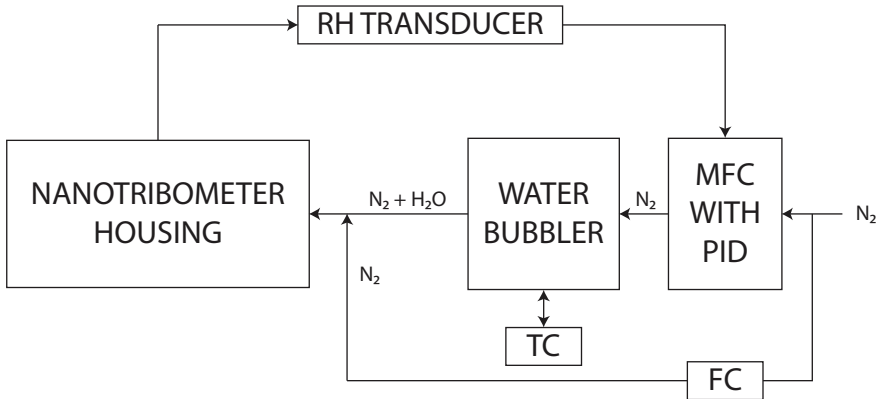 RH TRANSDUCER
NANOTRIBOMETER
HOUSING
N₂ + H₂O
WATER
BUBBLER
N₂
MFC
WITH
PID
N₂
N₂
TC
FC